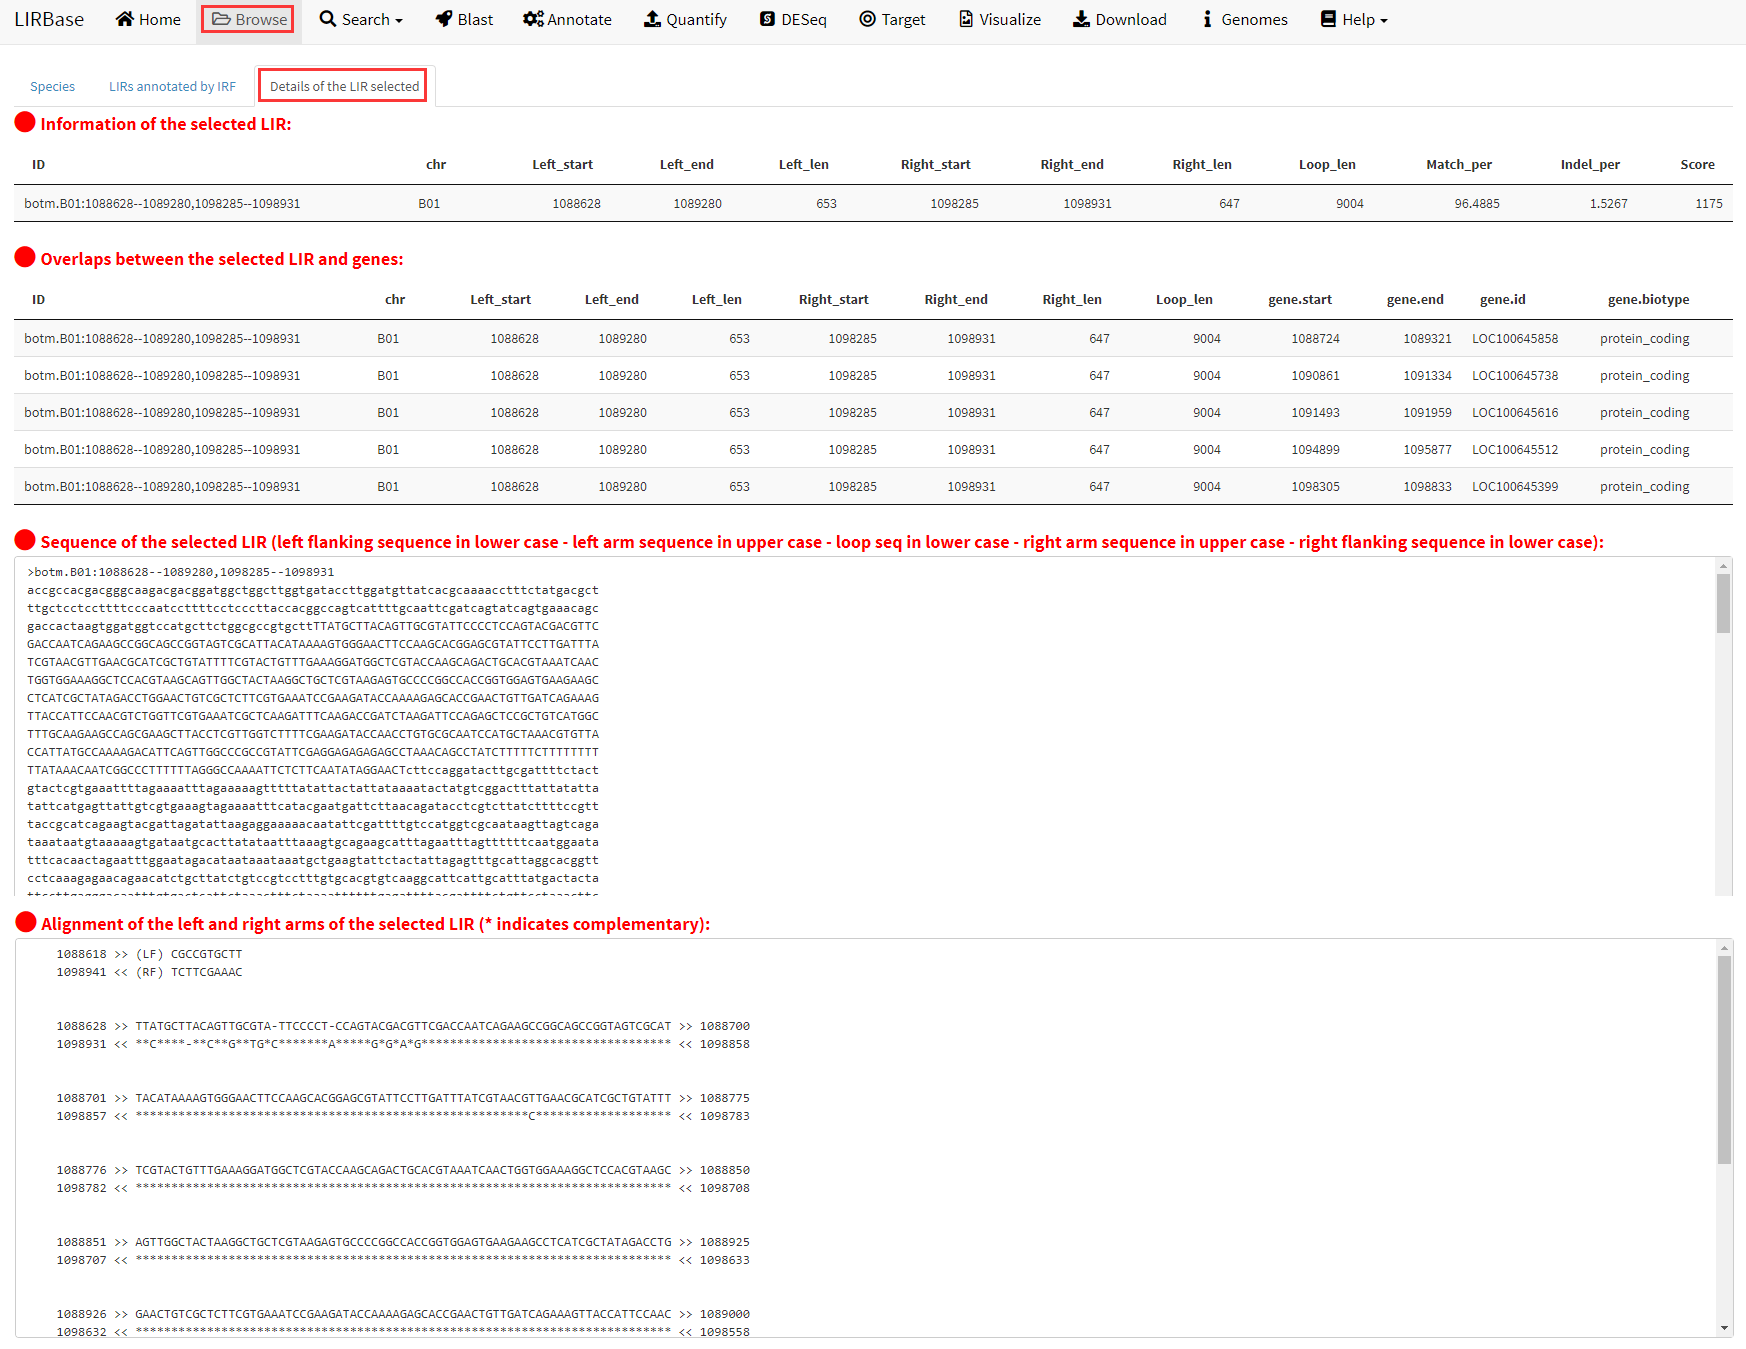 LIRBase Home Browse Search Blast Annotate Quantify DESeq Target Visualize Download Genomes Help
Species LIRs annotated by IRF Details of the LIR selected
Information of the selected LIR:
ID chr Left_start Left_end Left_len Right_start Right_end Right_len Loop_len Match_per Indel_per Score
botm.B01:1088628--1089280,1098285--1098931 B01 1088628 1089280 653 1098285 1098931 647 9004 96.4885 1.5267 1175
Overlaps between the selected LIR and genes:
ID chr Left_start Left_end Left_len Right_start Right_end Right_len Loop_len gene.start gene.end gene.id gene.biotype
botm.B01:1088628--1089280,1098285--1098931 B01 1088628 1089280 653 1098285 1098931 647 9004 1088724 1089321 LOC100645858 protein_coding
botm.B01:1088628--1089280,1098285--1098931 B01 1088628 1089280 653 1098285 1098931 647 9004 1090861 1091334 LOC100645738 protein_coding
botm.B01:1088628--1089280,1098285--1098931 B01 1088628 1089280 653 1098285 1098931 647 9004 1091493 1091959 LOC100645616 protein_coding
botm.B01:1088628--1089280,1098285--1098931 B01 1088628 1089280 653 1098285 1098931 647 9004 1094899 1095877 LOC100645512 protein_coding
botm.B01:1088628--1089280,1098285--1098931 B01 1088628 1089280 653 1098285 1098931 647 9004 1098305 1098833 LOC100645399 protein_coding
Sequence of the selected LIR (left flanking sequence in lower case - left arm sequence in upper case - loop seq in lower case - right arm sequence in upper case - right flanking sequence in lower case):
>botm.B01:1088628--1089280,1098285--1098931
accgccacgacgggcaagacgacggatggctggcttggtgataccttggatgttatcacgcaaaacctttctatgacgct
ttgctcctccttttcccaatccttttcctcccttaccacggccagtcattttgcaattcgatcagtatcagtgaaacagc
gaccactaagtggatggtccatgcttctggcgccgtgcttTTATGCTTACAGTTGCGTATTCCCCTCCAGTACGACGTTC
GACCAATCAGAAGCCGGCAGCCGGTAGTCGCATTACATAAAAGTGGGAACTTCCAAGCACGGAGCGTATTCCTTGATTTA
TCGTAACGTTGAACGCATCGCTGTATTTTCGTACTGTTTGAAAGGATGGCTCGTACCAAGCAGACTGCACGTAAATCAAC
TGGTGGAAAGGCTCCACGTAAGCAGTTGGCTACTAAGGCTGCTCGTAAGAGTGCCCCGGCCACCGGTGGAGTGAAGAAGC
CTCATCGCTATAGACCTGGAACTGTCGCTCTTCGTGAAATCCGAAGATACCAAAAGAGCACCGAACTGTTGATCAGAAAG
TTACCATTCCAACGTCTGGTTCGTGAAATCGCTCAAGATTTCAAGACCGATCTAAGATTCCAGAGCTCCGCTGTCATGGC
TTTGCAAGAAGCCAGCGAAGCTTACCTCGTTGGTCTTTTCGAAGATACCAACCTGTGCGCAATCCATGCTAAACGTGTTA
CCATTATGCCAAAAGACATTCAGTTGGCCCGCCGTATTCGAGGAGAGAGAGCCTAAACAGCCTATCTTTTTCTTTTTTTT
TTATAAACAATCGGCCCTTTTTTAGGGCCAAAATTCTCTTCAATATAGGAACTcttccaggatacttgcgattttctact
gtactcgtgaaattttagaaaatttagaaaaagtttttatattactattataaaatactatgtcggactttattatatta
tattcatgagttattgtcgtgaaagtagaaaatttcatacgaatgattcttaacagatacctcgtcttatcttttccgtt
taccgcatcagaagtacgattagatattaagaggaaaaacaatattcgattttgtccatggtcgcaataagttagtcaga
taaataatgtaaaaagtgataatgcacttatataatttaaagtgcagaagcatttagaatttagttttttcaatggaata
tttcacaactagaatttggaatagacataataaataaatgctgaagtattctactattagagtttgcattaggcacggtt
cctcaaagagaacagaacatctgcttatctgtccgtcctttgtgcacgtgtcaaggcattcattgcatttatgactacta
Alignment of the left and right arms of the selected LIR (* indicates complementary):
1088618 >> (LF) CGCCGTGCTT
1098941 << (RF) TCTTCGAAAC
1088628 >> TTATGCTTACAGTTGCGTA-TTCCCCT-CCAGTACGACGTTCGACCAATCAGAAGCCGGCAGCCGGTAGTCGCAT >> 1088700
1098931 << **C****-**C**G**TG*C*******A*****G*G*A*G*********************************** << 1098858
1088701 >> TACATAAAAGTGGGAACTTCCAAGCACGGAGCGTATTCCTTGATTTATCGTAACGTTGAACGCATCGCTGTATTT >> 1088775
1098857 << *******************************************************C******************* << 1098783
1088776 >> TCGTACTGTTTGAAAGGATGGCTCGTACCAAGCAGACTGCACGTAAATCAACTGGTGGAAAGGCTCCACGTAAGC >> 1088850
1098782 << *************************************************************************** << 1098708
1088851 >> AGTTGGCTACTAAGGCTGCTCGTAAGAGTGCCCCGGCCACCGGTGGAGTGAAGAAGCCTCATCGCTATAGACCTG >> 1088925
1098707 << *************************************************************************** << 1098633
1088926 >> GAACTGTCGCTCTTCGTGAAATCCGAAGATACCAAAAGAGCACCGAACTGTTGATCAGAAAGTTACCATTCCAAC >> 1089000
1098632 << *************************************************************************** << 1098558